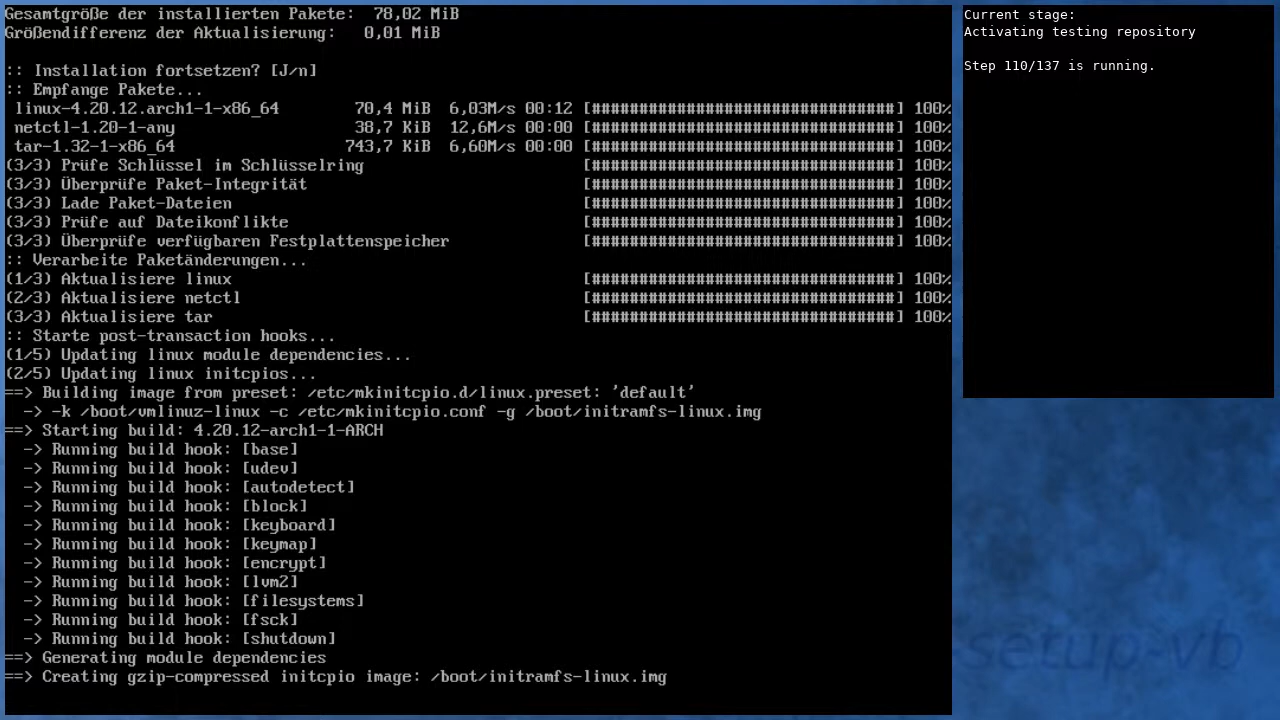 Gesamtgröße der installierten Pakete:  78,02 MiB
Größendifferenz der Aktualisierung:   0,01 MiB
:: Installation fortsetzen? [J/n]
:: Empfange Pakete...
linux-4.20.12.arch1-1-x86_64        70,4 MiB  6,03M/s 00:12 [################################] 100%
netctl-1.20-1-any                   38,7 KiB  12,6M/s 00:00 [################################] 100%
tar-1.32-1-x86_64                  743,7 KiB  6,60M/s 00:00 [################################] 100%
(3/3) Prüfe Schlüssel im Schlüsselring                       [################################] 100%
(3/3) Überprüfe Paket-Integrität                             [################################] 100%
(3/3) Lade Paket-Dateien                                     [################################] 100%
(3/3) Prüfe auf Dateikonflikte                               [################################] 100%
(3/3) Überprüfe verfügbaren Festplattenspeicher              [################################] 100%
:: Verarbeite Paketänderungen...
(1/3) Aktualisiere linux                                     [################################] 100%
(2/3) Aktualisiere netctl                                    [################################] 100%
(3/3) Aktualisiere tar                                       [################################] 100%
:: Starte post-transaction hooks...
(1/5) Updating linux module dependencies...
(2/5) Updating linux initcpios...
==> Building image from preset: /etc/mkinitcpio.d/linux.preset: 'default'
-> -k /boot/vmlinuz-linux -c /etc/mkinitcpio.conf -g /boot/initramfs-linux.img
==> Starting build: 4.20.12-arch1-1-ARCH
-> Running build hook: [base]
-> Running build hook: [udev]
-> Running build hook: [autodetect]
-> Running build hook: [block]
-> Running build hook: [keyboard]
-> Running build hook: [keymap]
-> Running build hook: [encrypt]
-> Running build hook: [lvm2]
-> Running build hook: [filesystems]
-> Running build hook: [fsck]
-> Running build hook: [shutdown]
==> Generating module dependencies
==> Creating gzip-compressed initcpio image: /boot/initramfs-linux.img
Current stage:
Activating testing repository
Step 110/137 is running.
setup-vb